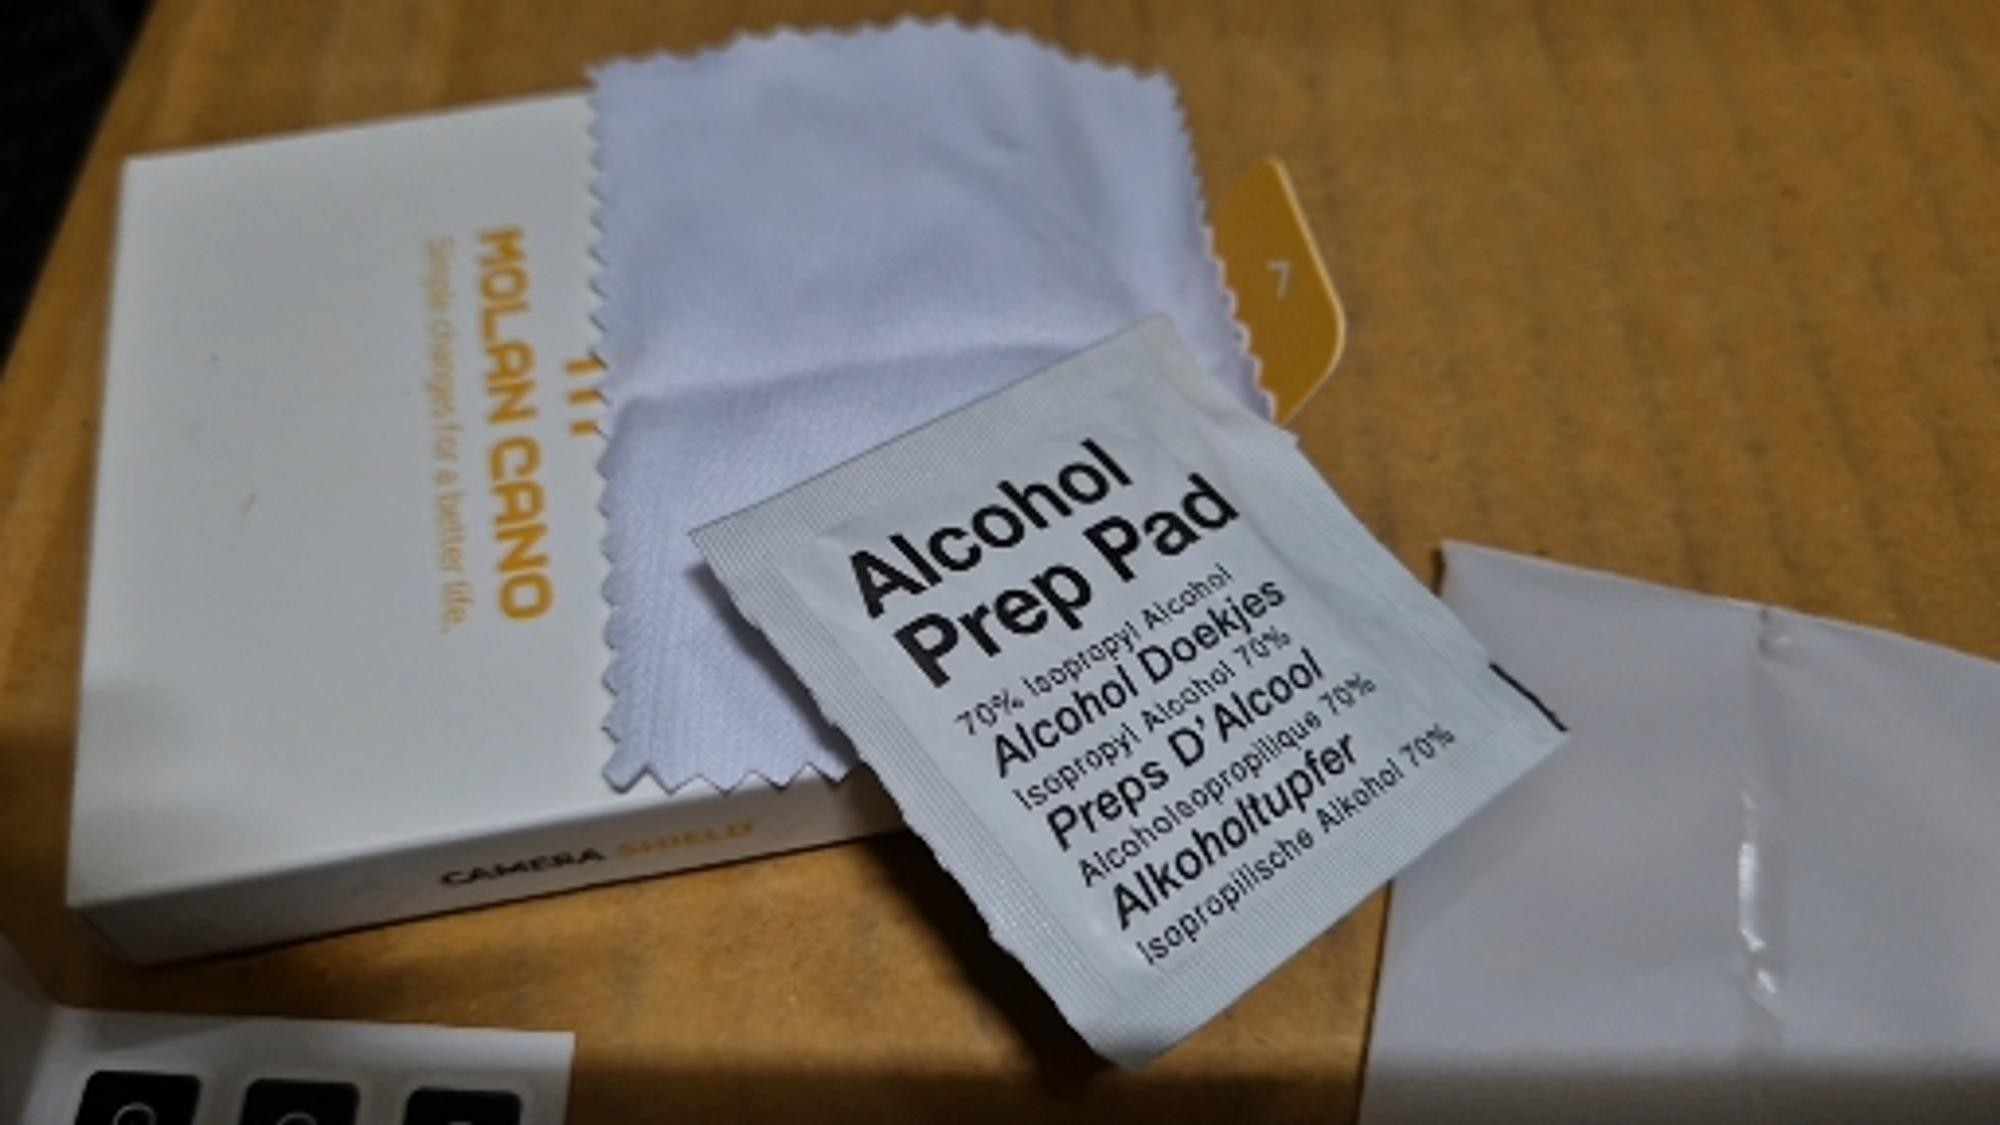 MOLAN CANO
Simple changes for a better life.
CAMERA SHIELD
Alcohol
Prep Pad
70% Isopropyl Alcohol
Alcohol Doekjes
Isopropyl Alcohol 70%
Preps D'Alcool
Alcoholeopropilique 70%
Alkoholtupfer
Isopropilische Alkohol 70%